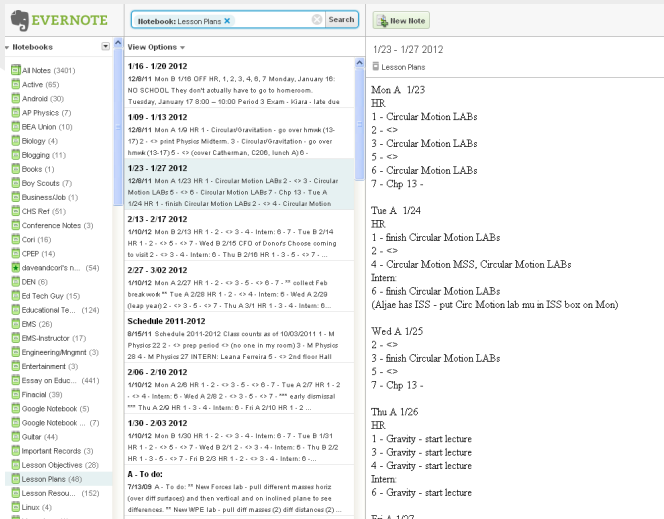 EVERNOTE
Notebook: Lesson Plans ×
Search
New Note
Notebooks
All Notes (3401)
Active (65)
Android (30)
AP Physics (7)
BEA Union (10)
Biology (4)
Blogging (11)
Books (1)
Boy Scouts (7)
Business/Job (1)
CHS Ref (51)
Conference Notes (3)
Cori (16)
CPEP (14)
daveandcori's n... (54)
DEN (6)
Ed Tech Guy (15)
Educational Te... (124)
EMS (26)
EMS-Instructor (17)
Engineering/Mngmnt (3)
Entertainment (3)
Essay on Educ... (441)
Finacial (39)
Google Notebook (5)
Google Notebook ... (7)
Guitar (44)
Important Records (3)
Lesson Objectives (28)
Lesson Plans (48)
Lesson Resou... (152)
Linux (4)
View Options
1/16 - 1/20 2012
12/8/11 Mon B 1/16 OFF HR, 1, 2, 3, 4, 6, 7 Monday, January 16:
NO SCHOOL They don't actually have to go to homeroom.
Tuesday, January 17 8:00 – 10:00 Period 3 Exam - Kiara - late due
1/09 - 1/13 2012
12/8/11 Mon A 1/9 HR 1 - Circular/Gravitation - go over hmwk (13-
17) 2 - <> print Physics Midterm. 3 - Circular/Gravitation - go over
hmwk (13-17) 5 - <> (cover Catherman, C206, lunch A) 6 -
1/23 - 1/27 2012
12/8/11 Mon A 1/23 HR 1 - Circular Motion LABs 2 - <> 3 - Circular
Motion LABs 5 - <> 6 - Circular Motion LABs 7 - Chp 13 - Tue A
1/24 HR 1 - finish Circular Motion LABs 2 - <> 4 - Circular Motion
2/13 - 2/17 2012
1/10/12 Mon B 2/13 HR 1 - 2 - <> 3 - 4 - Intern: 6 - 7 - Tue B 2/14
HR 1 - 2 - <> 5 - <> 7 - Wed B 2/15 CFO of Donor's Choose coming
to visit 2 - <> 3 - 4 - Intern: 6 - Thu B 2/16 HR 1 - 3 - 5 - <> 7 - ...
2/27 - 3/02 2012
1/10/12 Mon A 2/27 HR 1 - 2 - <> 3 - 5 - <> 6 - 7 - ** collect Feb
breakwork ** Tue A 2/28 HR 1 - 2 - <> 4 - Intern: 6 - Wed A 2/29
(leap year) 2 - <> 3 - 5 - <> 7 - Thu A 3/1 HR 1 - 3 - 4 - Intern: 6...
Schedule 2011-2012
8/15/11 Schedule 2011-2012 Class counts as of 10/03/2011 1 - M
Physics 22 2 - <> prep period <> (no one in my room) 3 - M Physics
28 4 - M Physics 27 INTERN: Leana Ferreira 5 - <> 2nd floor Hall
2/06 - 2/10 2012
1/10/12 Mon A 2/6 HR 1 - 2 - <> 3 - 5 - <> 6 - 7 - Tue A 2/7 HR 1 - 2
- <> 4 - Intern: 6 - Wed A 2/8 2 - <> 3 - 5 - <> 7 - *** early dismissal
*** Thu A 2/9 HR 1 - 3 - 4 - Intern: 6 - Fri A 2/10 HR 1 - 2 ...
1/30 - 2/03 2012
1/10/12 Mon B 1/30 HR 1 - 2 - <> 3 - 4 - Intern: 6 - 7 - Tue B 1/31
HR 1 - 2 - <> 5 - <> 7 - Wed B 2/1 2 - <> 3 - 4 - Intern: 6 - Thu B 2/2
HR 1 - 3 - 5 - <> 7 - Fri B 2/3 HR 1 - 2 - <> 3 - 4 - Intern: 6 -...
A - To do:
7/13/09 A - To do: ** New Forces lab - pull different masses horiz
(over diff surfaces) and then vertical and on inclined plane to see
differences. ** New WPE lab - pull diff masses (2) diff distances (2) ...
1/23 - 1/27 2012
Lesson Plans
Mon A 1/23
HR
1 - Circular Motion LABs
2 - <>
3 - Circular Motion LABs
5 - <>
6 - Circular Motion LABs
7 - Chp 13 -
Tue A 1/24
HR
1 - finish Circular Motion LABs
2 - <>
4 - Circular Motion MSS, Circular Motion LABs
Intern:
6 - finish Circular Motion LABs
(Aljae has ISS - put Circ Motion lab mu in ISS box on Mon)
Wed A 1/25
2 - <>
3 - finish Circular Motion LABs
5 - <>
7 - Chp 13 -
Thu A 1/26
HR
1 - Gravity - start lecture
3 - Gravity - start lecture
4 - Gravity - start lecture
Intern:
6 - Gravity - start lecture
Fri A 1/27